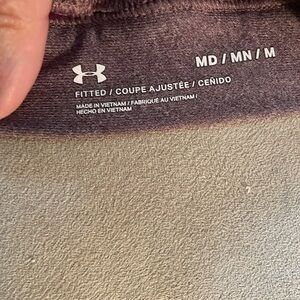 MD / MN / M
FITTED / COUPE AJUSTÉE / CEÑIDO
MADE IN VIETNAM / FABRIQUÉ AU VIETNAM /
HECHO EN VIETNAM